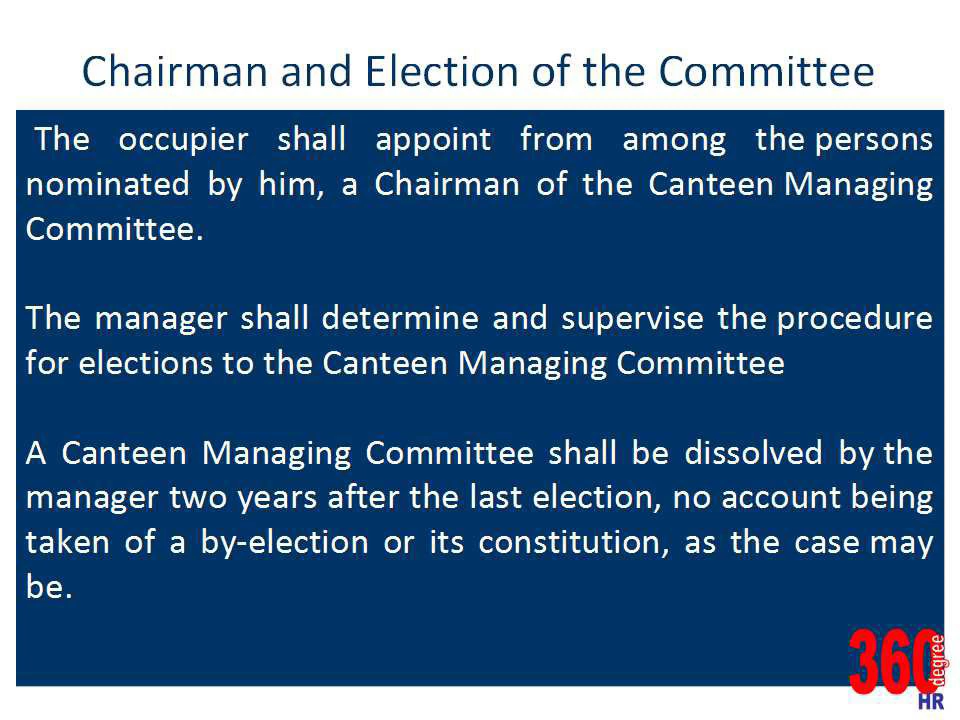 Chairman and Election of the Committee
The occupier shall appoint from among the persons
nominated by him, a Chairman of the Canteen Managing
Committee.
The manager shall determine and supervise the procedure
for elections to the Canteen Managing Committee
A Canteen Managing Committee shall be dissolved by the
manager two years after the last election, no account being
taken of a by-election or its constitution, as the case may
be.
360
degree
HR